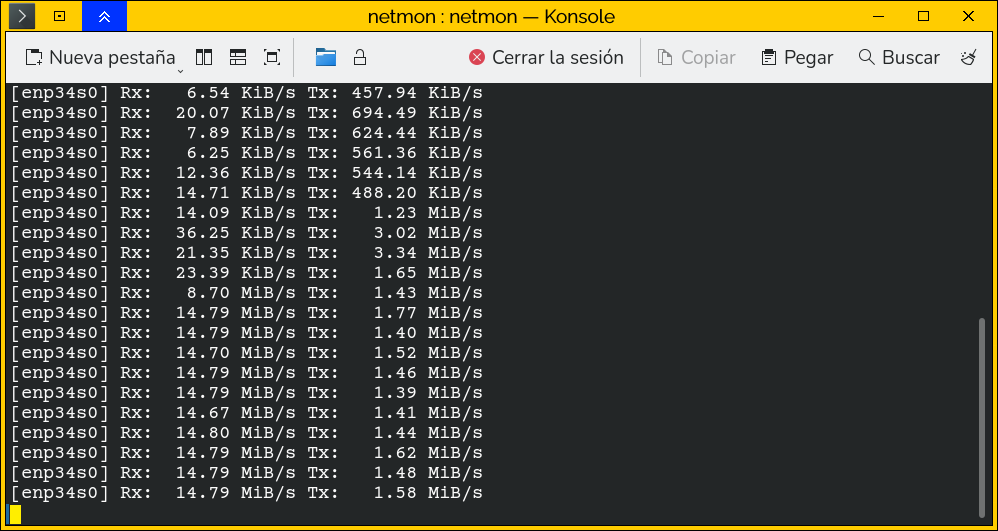 netmon : netmon — Konsole
Nueva pestaña Cerrar la sesión Copiar Pegar Buscar
[enp34s0] Rx:   6.54 KiB/s Tx: 457.94 KiB/s
[enp34s0] Rx:  20.07 KiB/s Tx: 694.49 KiB/s
[enp34s0] Rx:   7.89 KiB/s Tx: 624.44 KiB/s
[enp34s0] Rx:   6.25 KiB/s Tx: 561.36 KiB/s
[enp34s0] Rx:  12.36 KiB/s Tx: 544.14 KiB/s
[enp34s0] Rx:  14.71 KiB/s Tx: 488.20 KiB/s
[enp34s0] Rx:  14.09 KiB/s Tx:   1.23 MiB/s
[enp34s0] Rx:  36.25 KiB/s Tx:   3.02 MiB/s
[enp34s0] Rx:  21.35 KiB/s Tx:   3.34 MiB/s
[enp34s0] Rx:  23.39 KiB/s Tx:   1.65 MiB/s
[enp34s0] Rx:   8.70 MiB/s Tx:   1.43 MiB/s
[enp34s0] Rx:  14.79 MiB/s Tx:   1.77 MiB/s
[enp34s0] Rx:  14.79 MiB/s Tx:   1.40 MiB/s
[enp34s0] Rx:  14.70 MiB/s Tx:   1.52 MiB/s
[enp34s0] Rx:  14.79 MiB/s Tx:   1.46 MiB/s
[enp34s0] Rx:  14.79 MiB/s Tx:   1.39 MiB/s
[enp34s0] Rx:  14.67 MiB/s Tx:   1.41 MiB/s
[enp34s0] Rx:  14.80 MiB/s Tx:   1.44 MiB/s
[enp34s0] Rx:  14.79 MiB/s Tx:   1.62 MiB/s
[enp34s0] Rx:  14.79 MiB/s Tx:   1.48 MiB/s
[enp34s0] Rx:  14.79 MiB/s Tx:   1.58 MiB/s